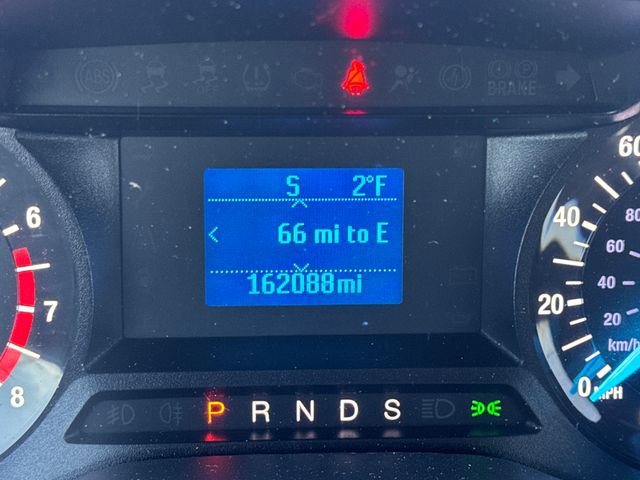 ABS OFF BRAKE
S 2°F
66 mi to E
162088mi
6
7
8
60
40
20
0
MPH
80
60
40
20
km/h
P R N D S